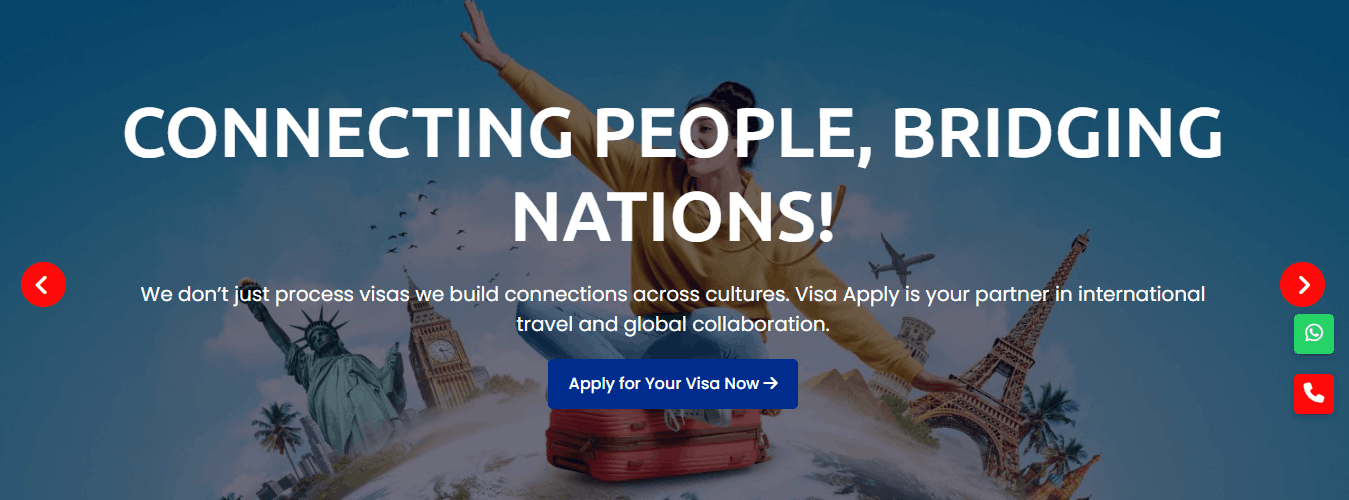 CONNECTING PEOPLE, BRIDGING
NATIONS!
We don’t just process visas we build connections across cultures. Visa Apply is your partner in international
travel and global collaboration.
Apply for Your Visa Now →